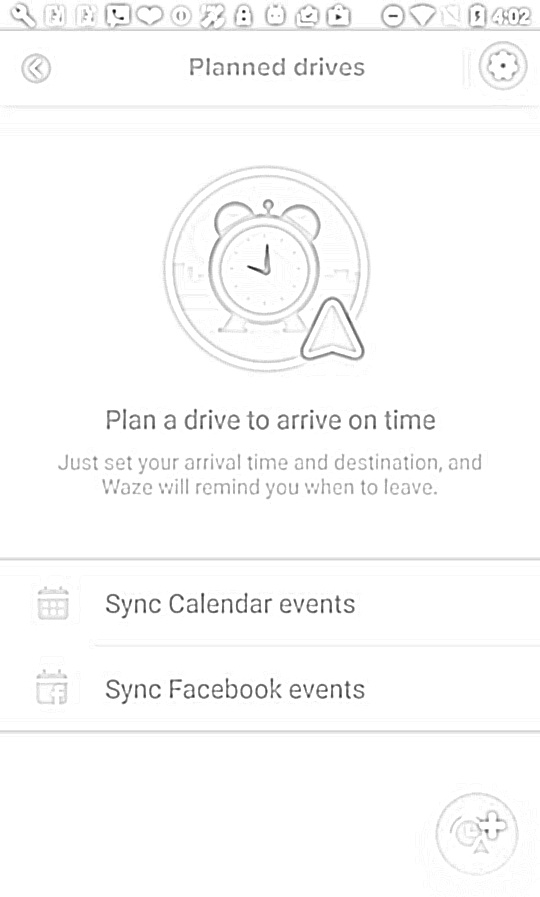 4:02
Planned drives
Plan a drive to arrive on time
Just set your arrival time and destination, and
Waze will remind you when to leave.
Sync Calendar events
Sync Facebook events